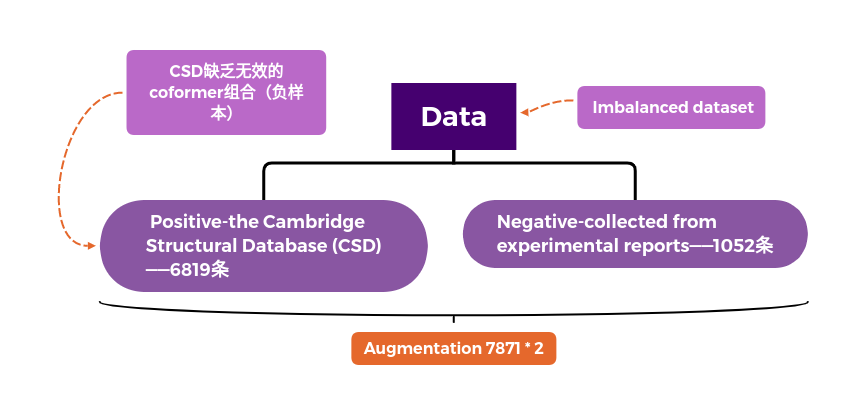 CSD缺乏无效的
coformer组合（负样
本）
Data
Imbalanced dataset
Positive-the Cambridge
Structural Database (CSD)
——6819条
Negative-collected from
experimental reports——1052条
Augmentation 7871 * 2